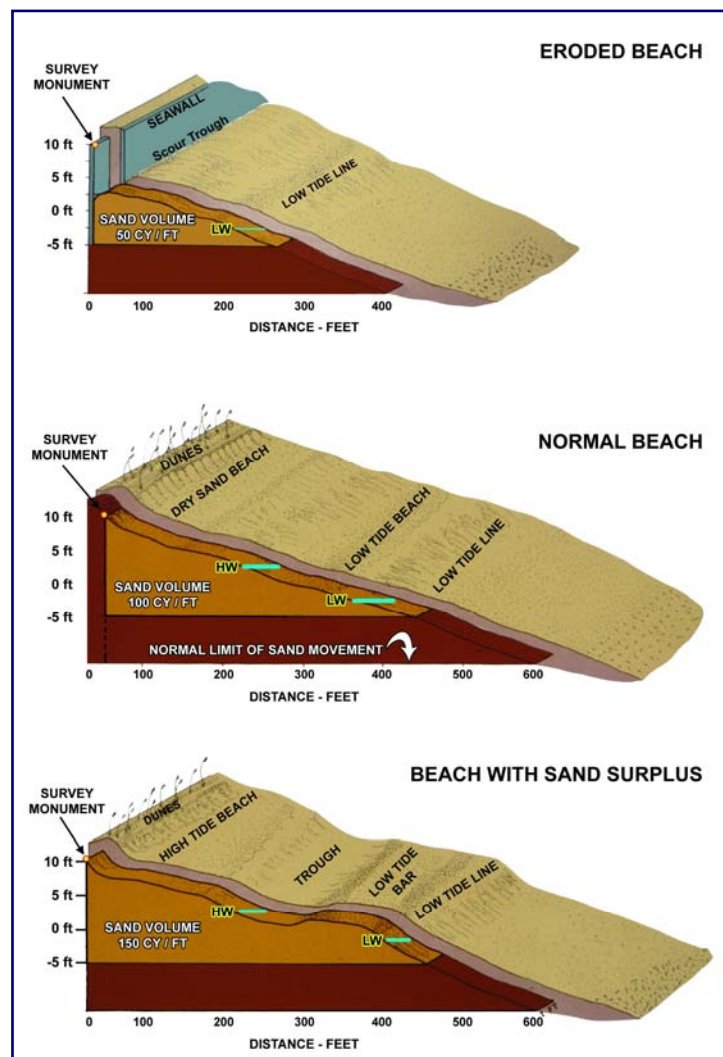 ERODED BEACH
SURVEY
MONUMENT
SEAWALL
Scour Trough
LOW TIDE LINE
10 ft
5 ft
0 ft
-5 ft
SAND VOLUME
50 CY / FT
LW
0 100 200 300 400
DISTANCE - FEET
NORMAL BEACH
SURVEY
MONUMENT
DUNES
DRY SAND BEACH
LOW TIDE BEACH
LOW TIDE LINE
10 ft
5 ft
0 ft
-5 ft
HW
SAND VOLUME
100 CY / FT
LW
NORMAL LIMIT OF SAND MOVEMENT
0 100 200 300 400 500 600
DISTANCE - FEET
BEACH WITH SAND SURPLUS
SURVEY
MONUMENT
DUNES
HIGH TIDE BEACH
TROUGH
LOW TIDE
BAR
LOW TIDE LINE
10 ft
5 ft
0 ft
-5 ft
HW
SAND VOLUME
150 CY / FT
LW
0 100 200 300 400 500 600
DISTANCE - FEET